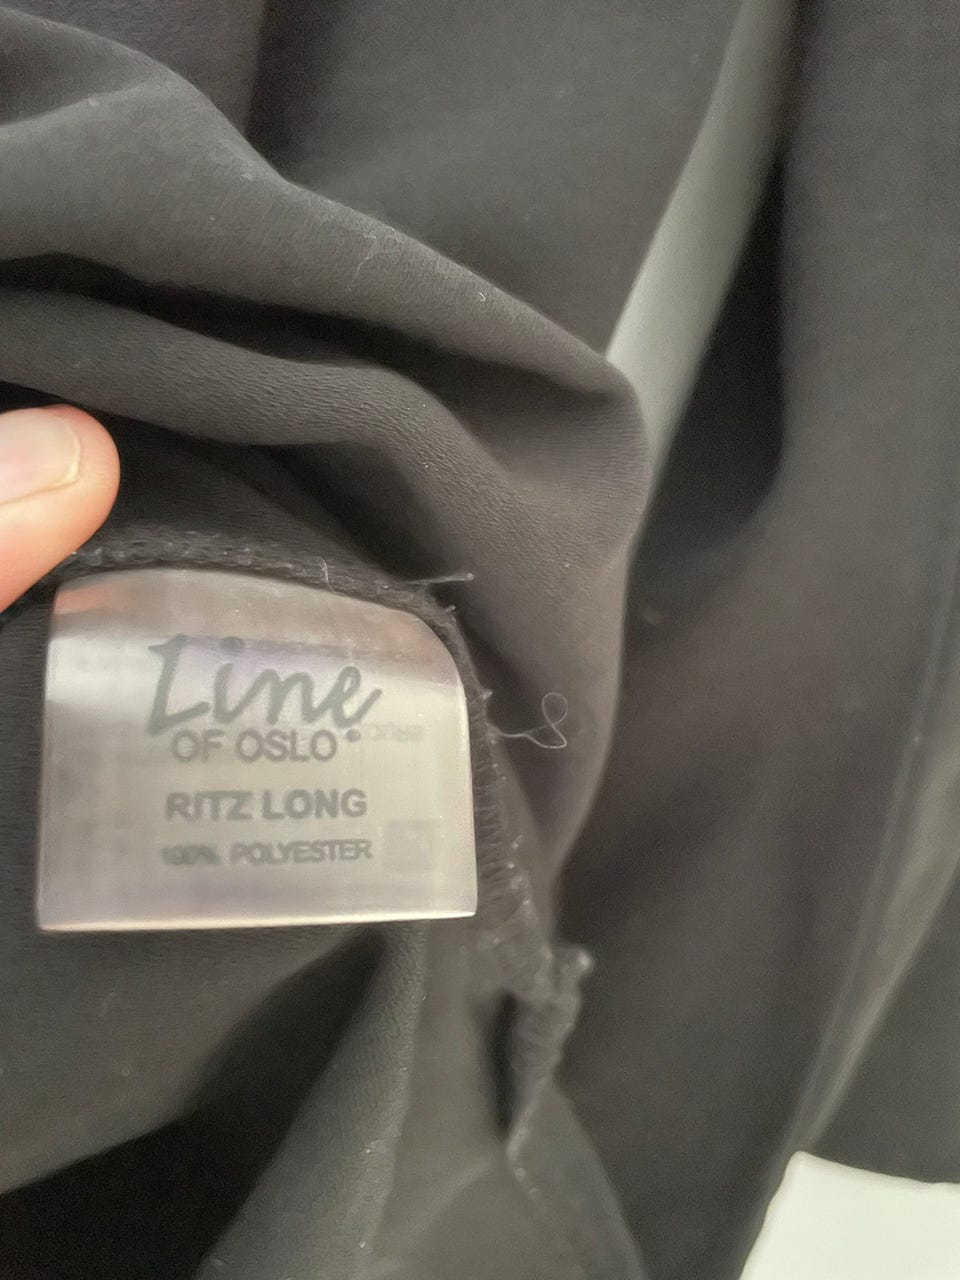 Line
OF OSLO
RITZ LONG
100% POLYESTER